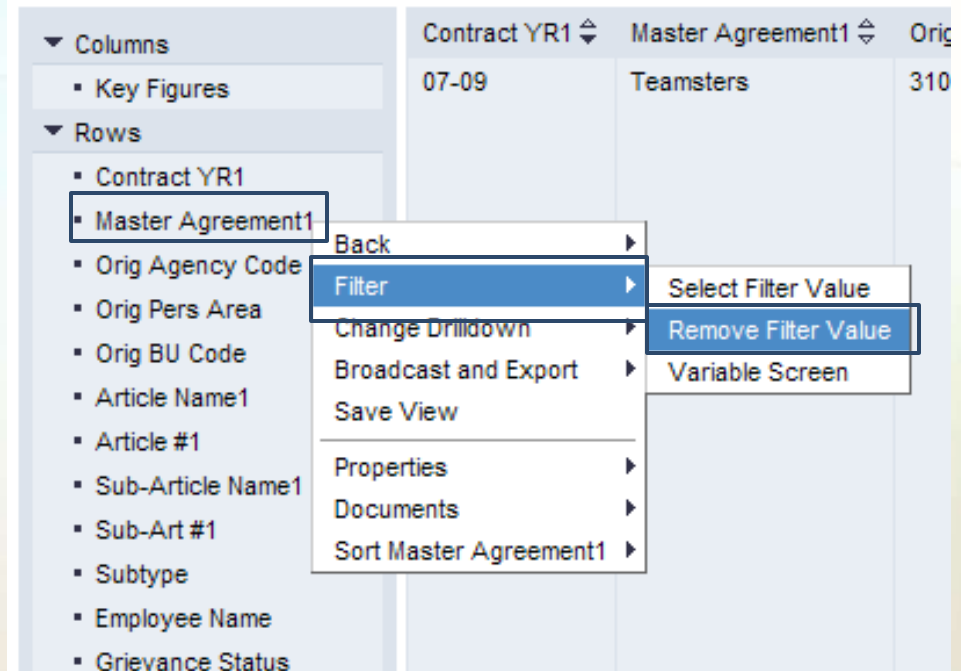 Columns
Key Figures
Rows
Contract YR1
Master Agreement1
Orig Agency Code
Orig Pers Area
Orig BU Code
Article Name1
Article #1
Sub-Article Name1
Sub-Art #1
Subtype
Employee Name
Grievance Status
Contract YR1 Master Agreement1 Orig
07-09 Teamsters 310
Back
Filter
Change Drilldown
Broadcast and Export
Save View
Properties
Documents
Sort Master Agreement1
Select Filter Value
Remove Filter Value
Variable Screen